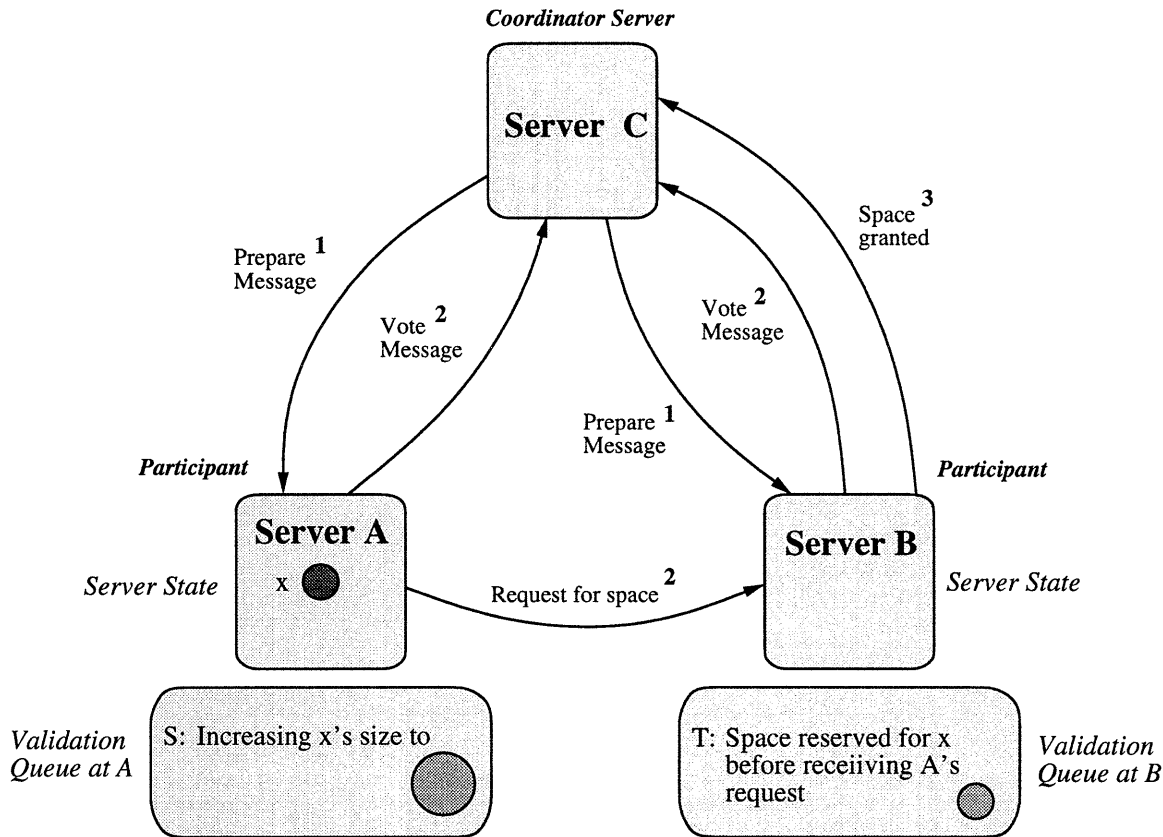 Coordinator Server
Server C
Prepare 1
Message
Vote 2
Message
Vote 2
Message
Space 3
granted
Prepare 1
Message
Participant
Participant
Server A
x
Server State
Request for space 2
Server B
Server State
Validation
Queue at A
S: Increasing x's size to
T: Space reserved for x
before receiiving A's
request
Validation
Queue at B